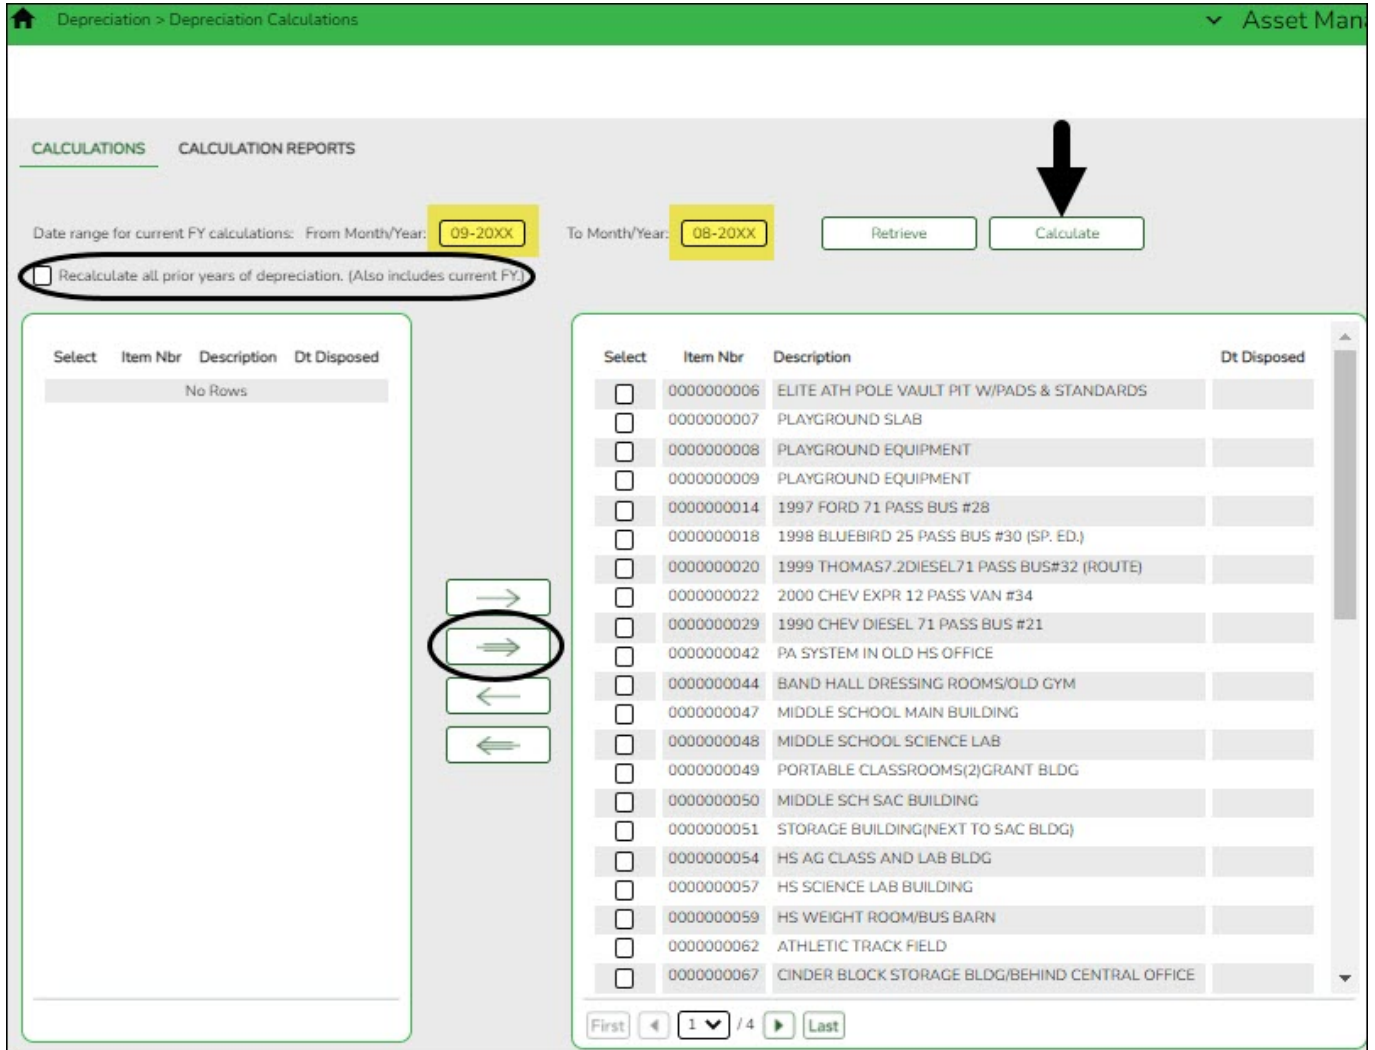 Depreciation > Depreciation Calculations Asset Man
CALCULATIONS CALCULATION REPORTS
Date range for current FY calculations: From Month/Year: 09-20XX To Month/Year: 08-20XX Retrieve Calculate
Recalculate all prior years of depreciation. (Also includes current FY.)
Select Item Nbr Description Dt Disposed
No Rows
Select Item Nbr Description Dt Disposed
0000000006 ELITE ATH POLE VAULT PIT W/PADS & STANDARDS
0000000007 PLAYGROUND SLAB
0000000008 PLAYGROUND EQUIPMENT
0000000009 PLAYGROUND EQUIPMENT
0000000014 1997 FORD 71 PASS BUS #28
0000000018 1998 BLUEBIRD 25 PASS BUS #30 (SP. ED.)
0000000020 1999 THOMAS7.2DIESEL71 PASS BUS#32 (ROUTE)
0000000022 2000 CHEV EXPR 12 PASS VAN #34
0000000029 1990 CHEV DIESEL 71 PASS BUS #21
0000000042 PA SYSTEM IN OLD HS OFFICE
0000000044 BAND HALL DRESSING ROOMS/OLD GYM
0000000047 MIDDLE SCHOOL MAIN BUILDING
0000000048 MIDDLE SCHOOL SCIENCE LAB
0000000049 PORTABLE CLASSROOMS(2)GRANT BLDG
0000000050 MIDDLE SCH SAC BUILDING
0000000051 STORAGE BUILDING(NEXT TO SAC BLDG)
0000000054 HS AG CLASS AND LAB BLDG
0000000057 HS SCIENCE LAB BUILDING
0000000059 HS WEIGHT ROOM/BUS BARN
0000000062 ATHLETIC TRACK FIELD
0000000067 CINDER BLOCK STORAGE BLDG/BEHIND CENTRAL OFFICE
First 1 / 4 Last